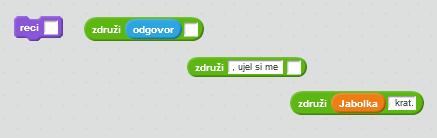 reci
združi odgovor
združi , ujel si me
združi Jabolka krat.